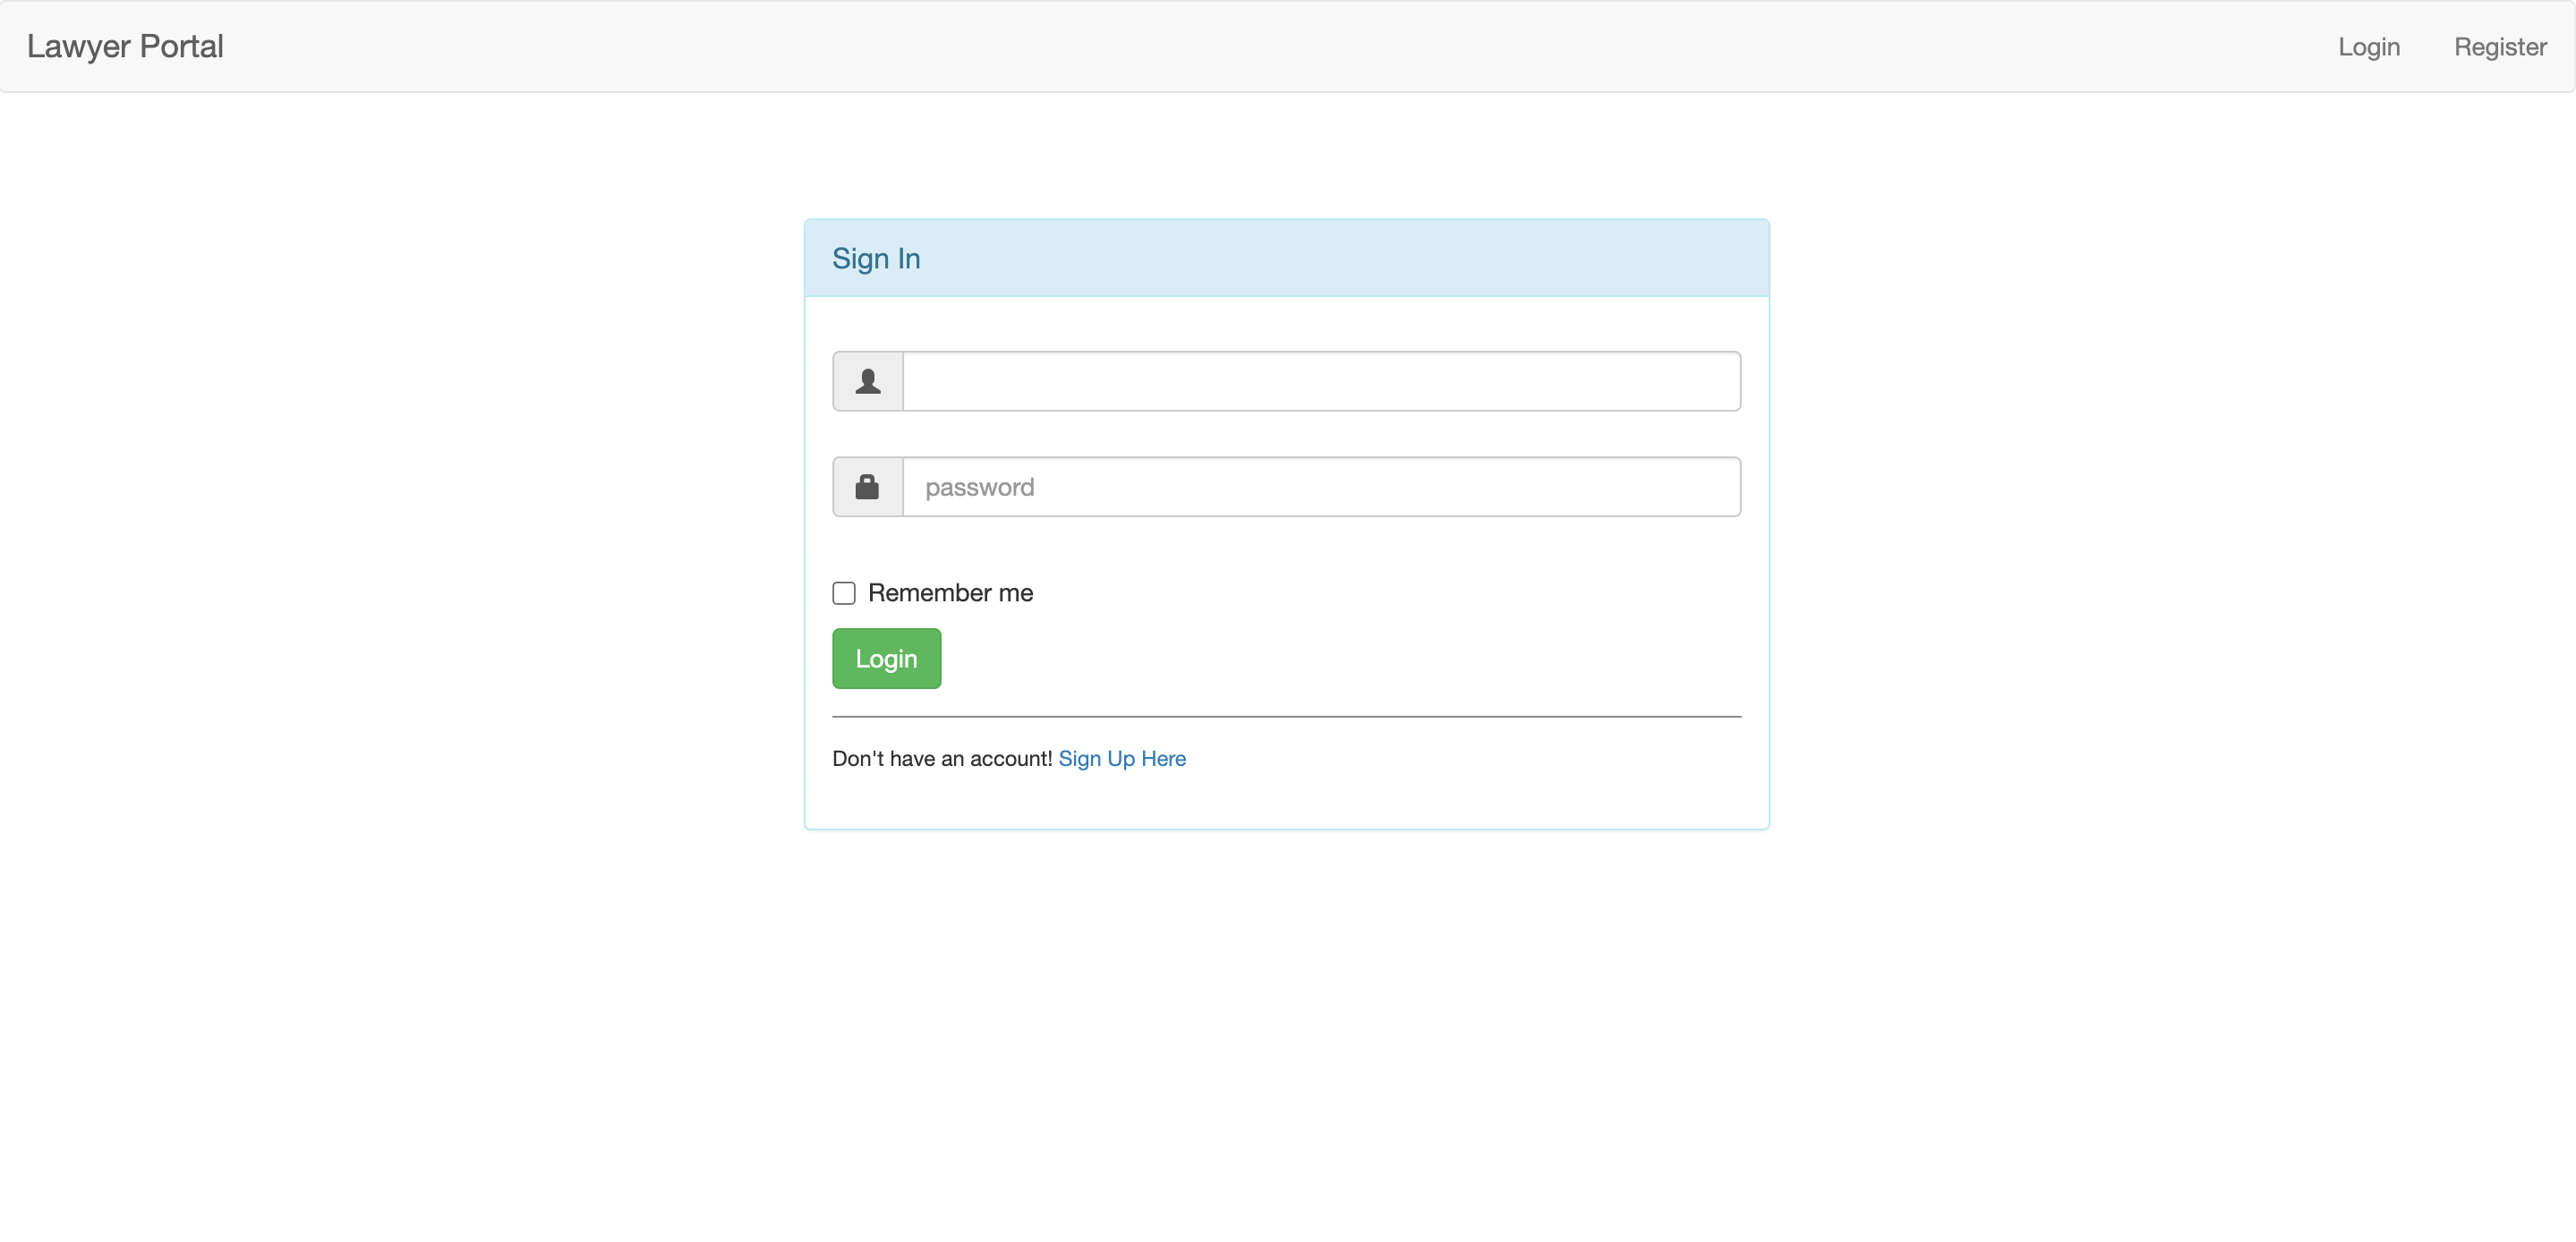 Lawyer Portal
Login Register
Sign In
password
Remember me
Login
Don't have an account! Sign Up Here